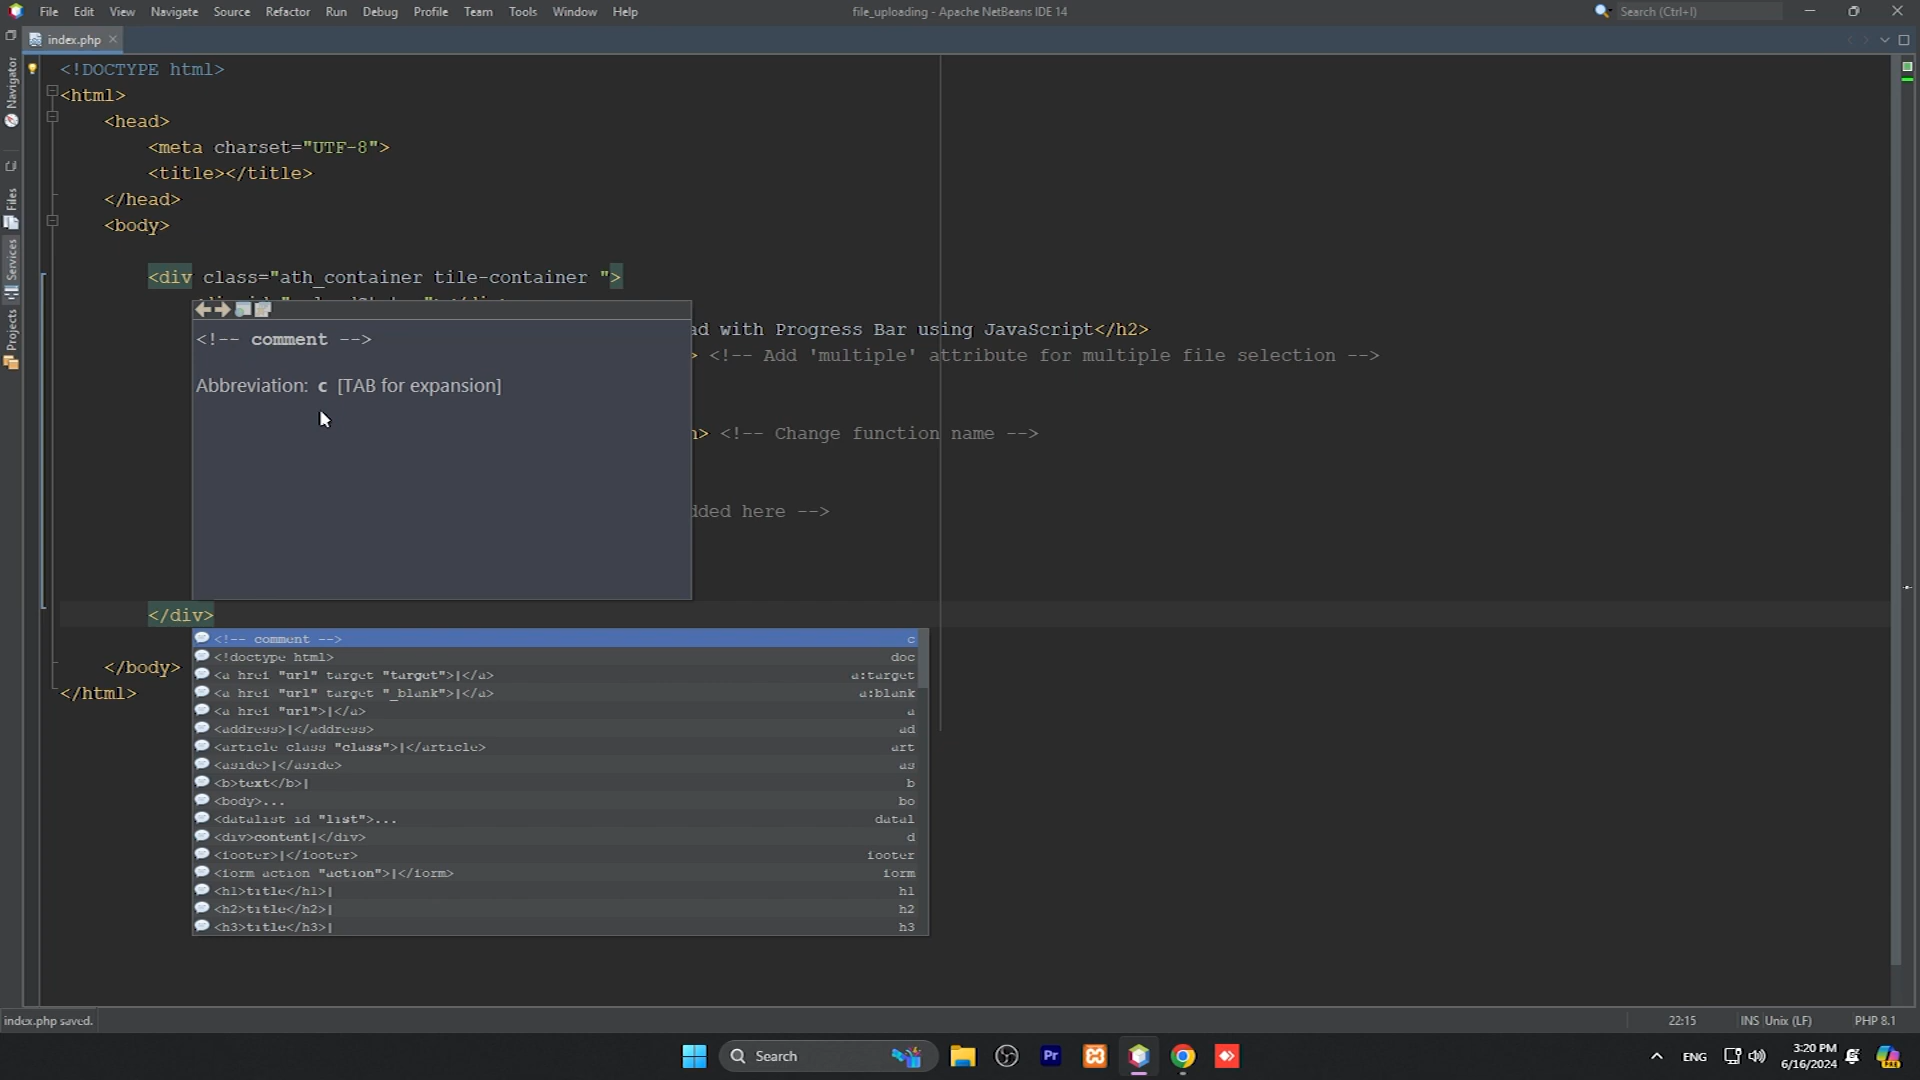 File Edit View Navigate Source Refactor Run Debug Profile Team Tools Window Help
file_uploading - Apache NetBeans IDE 14
Search (Ctrl+I)
index.php
Navigator
Files
Services
Projects
<!DOCTYPE html>
<html>
<head>
<meta charset="UTF-8">
<title></title>
</head>
<body>
<div class="ath_container tile-container ">
ad with Progress Bar using JavaScript</h2>
> <!-- Add 'multiple' attribute for multiple file selection -->
n> <!-- Change function name -->
dded here -->
<!-- comment -->
Abbreviation: c [TAB for expansion]
</div>
</body>
</html>
<!-- comment --> c
<!doctype html> doc
<a href="url" target="target">|</a> a:target
<a href="url" target="_blank">|</a> a:blank
<a href="url">|</a> a
<address>|</address> ad
<article class="class">|</article> art
<aside>|</aside> as
<b>text</b>| b
<body>... bo
<datalist id="list">... datal
<div>content|</div> d
<footer>|</footer> footer
<form action="action">|</form> form
<h1>title</h1>| h1
<h2>title</h2>| h2
<h3>title</h3>| h3
index.php saved.
22:15
INS Unix (LF)
PHP 8.1
Search
Pr
ENG
3:20 PM
6/16/2024